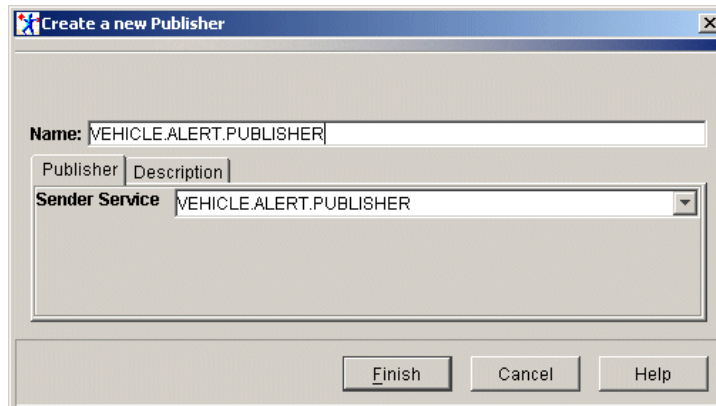 Create a new Publisher
Name: VEHICLE.ALERT.PUBLISHER
Publisher Description
Sender Service VEHICLE.ALERT.PUBLISHER
Finish Cancel Help